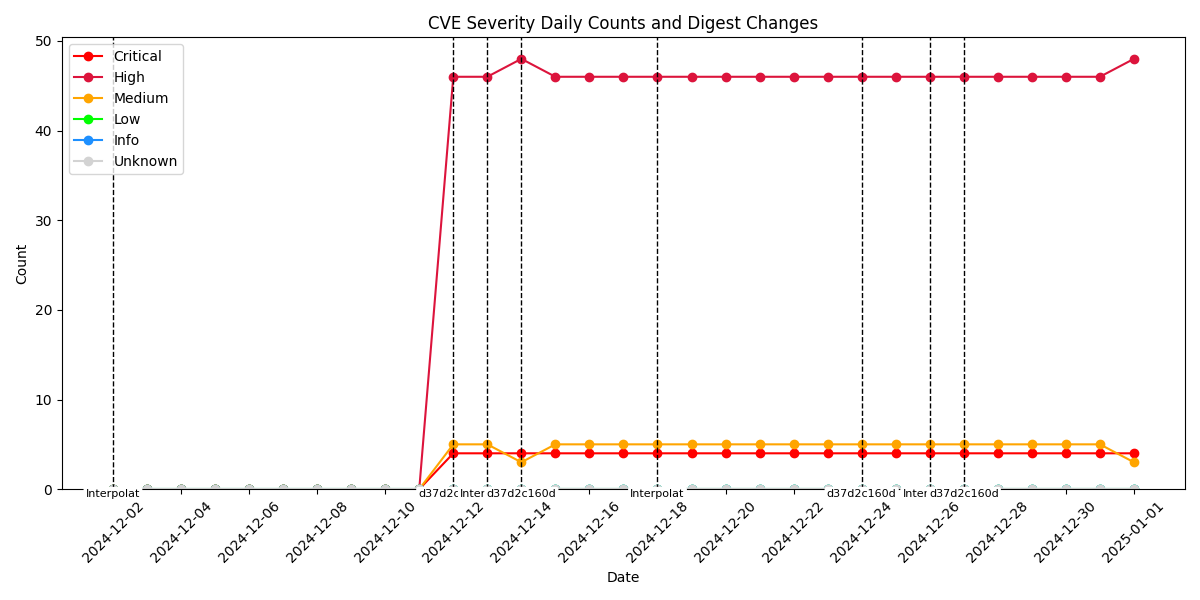 CVE Severity Daily Counts and Digest Changes
50
40
30
20
10
0
Count
Critical
High
Medium
Low
Info
Unknown
Interpolat
d37d2c
Inter
d37d2c160d
Interpolat
d37d2c160d
Inter
d37d2c160d
2024-12-02
2024-12-04
2024-12-06
2024-12-08
2024-12-10
2024-12-12
2024-12-14
2024-12-16
2024-12-18
2024-12-20
2024-12-22
2024-12-24
2024-12-26
2024-12-28
2024-12-30
2025-01-01
Date